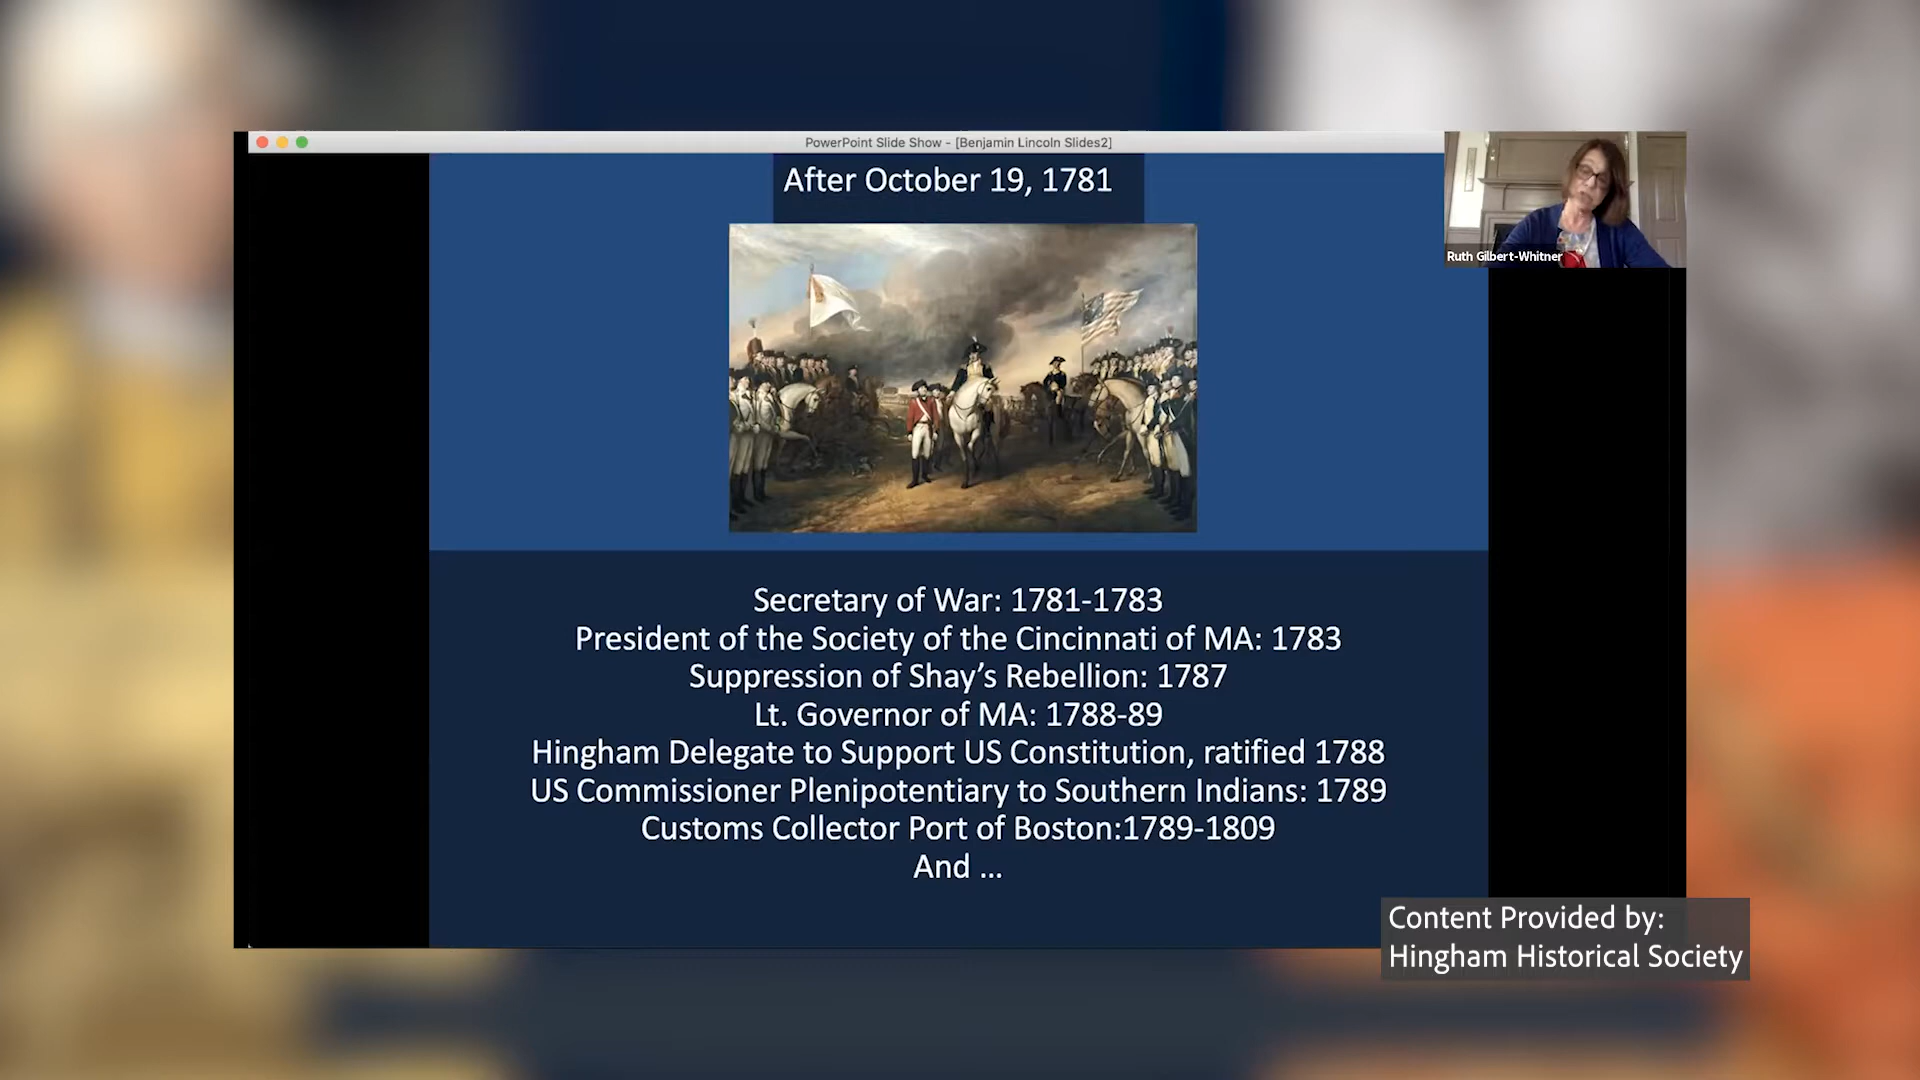 PowerPoint Slide Show - [Benjamin Lincoln Slides2]
After October 19, 1781
Ruth Gilbert-Whitner
Secretary of War: 1781-1783
President of the Society of the Cincinnati of MA: 1783
Suppression of Shay’s Rebellion: 1787
Lt. Governor of MA: 1788-89
Hingham Delegate to Support US Constitution, ratified 1788
US Commissioner Plenipotentiary to Southern Indians: 1789
Customs Collector Port of Boston:1789-1809
And ...
Content Provided by:
Hingham Historical Society